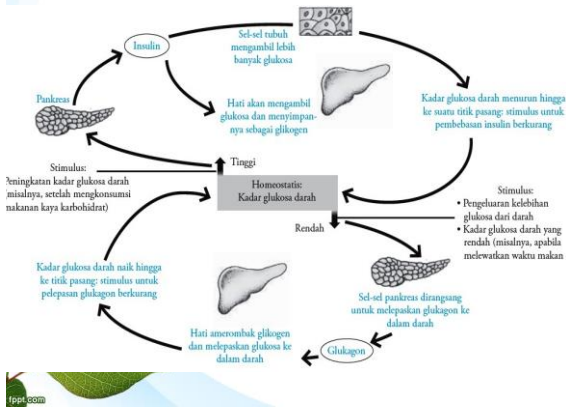 Insulin
Sel-sel tubuh
mengambil lebih
banyak glukosa
Pankreas
Hati akan mengambil
glukosa dan menyimpan-
nya sebagai glikogen
Kadar glukosa darah menurun hingga
ke suatu titik pasang: stimulus untuk
pembebasan insulin berkurang
Stimulus:
Peningkatan kadar glukosa darah
misalnya, setelah mengkonsumsi
makanan kaya karbohidrat)
Tinggi
Homeostatis:
Kadar glukosa darah
Rendah
Stimulus:
• Pengeluaran kelebihan
glukosa dari darah
• Kadar glukosa darah yang
rendah (misalnya, apabila
melewatkan waktu makan
Kadar glukosa darah naik hingga
ke titik pasang: stimulus untuk
pelepasan glukagon berkurang
Sel-sel pankreas dirangsang
untuk melepaskan glukagon ke
dalam darah
Hati amerombak glikogen
dan melepaskan glukosa ke
dalam darah
Glukagon
fppt.com